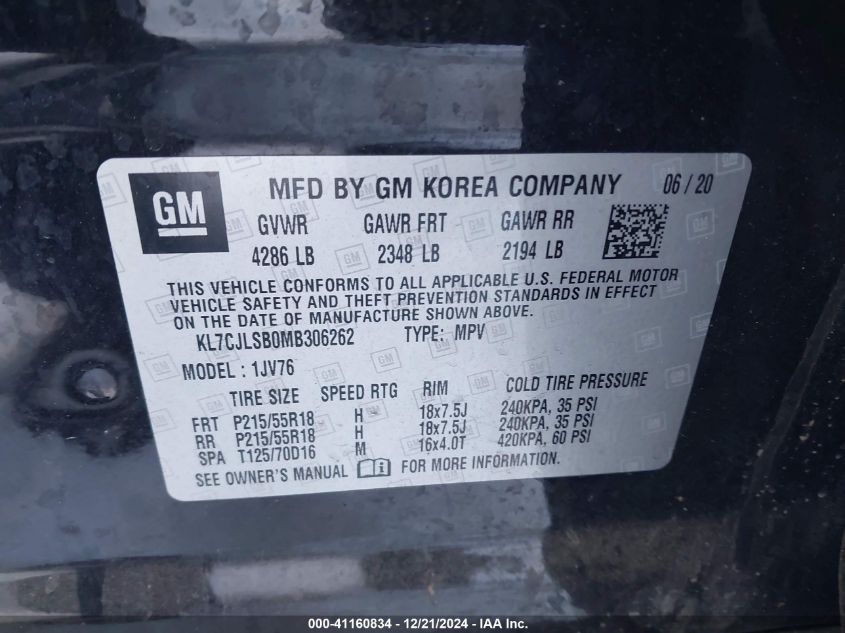 GM
MFD BY GM KOREA COMPANY 06 / 20
GVWR GAWR FRT GAWR RR
4286 LB 2348 LB 2194 LB
THIS VEHICLE CONFORMS TO ALL APPLICABLE U.S. FEDERAL MOTOR
VEHICLE SAFETY AND THEFT PREVENTION STANDARDS IN EFFECT
ON THE DATE OF MANUFACTURE SHOWN ABOVE.
KL7CJLSB0MB306262 TYPE: MPV
MODEL : 1JV76
TIRE SIZE SPEED RTG RIM COLD TIRE PRESSURE
FRT P215/55R18 H 18x7.5J 240KPA, 35 PSI
RR P215/55R18 H 18x7.5J 240KPA, 35 PSI
SPA T125/70D16 M 16x4.0T 420KPA, 60 PSI
SEE OWNER'S MANUAL FOR MORE INFORMATION.
000-41160834 - 12/21/2024 - IAA Inc.